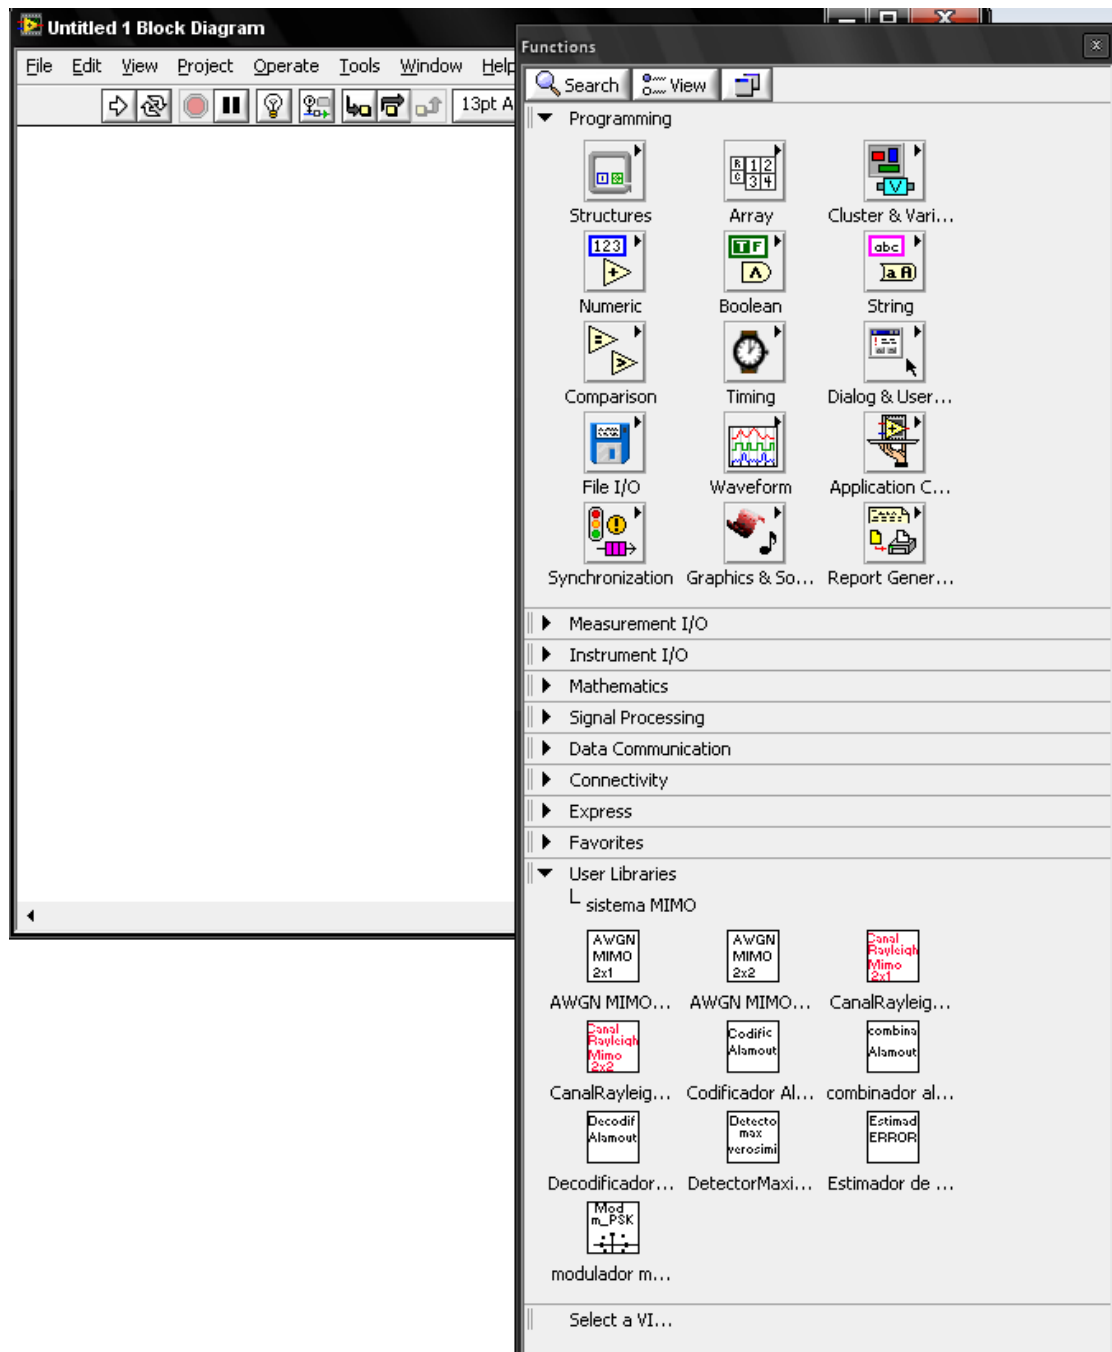 Untitled 1 Block Diagram
File Edit View Project Operate Tools Window Help
13pt A
Functions
Search View
Programming
Structures Array Cluster & Vari...
Numeric Boolean String
Comparison Timing Dialog & User...
File I/O Waveform Application C...
Synchronization Graphics & So... Report Gener...
Measurement I/O
Instrument I/O
Mathematics
Signal Processing
Data Communication
Connectivity
Express
Favorites
User Libraries
sistema MIMO
AWGN MIMO 2x1
AWGN MIMO 2x2
Canal Rayleigh Mimo 2x1
AWGN MIMO... AWGN MIMO... CanalRayleig...
Canal Rayleigh Mimo 2x2
Codific Alamout
combina Alamout
CanalRayleig... Codificador Al... combinador al...
Decodif Alamout
Detecto max verosimi
Estimad ERROR
Decodificador... DetectorMaxi... Estimador de ...
Mod m_PSK
modulador m...
Select a VI...